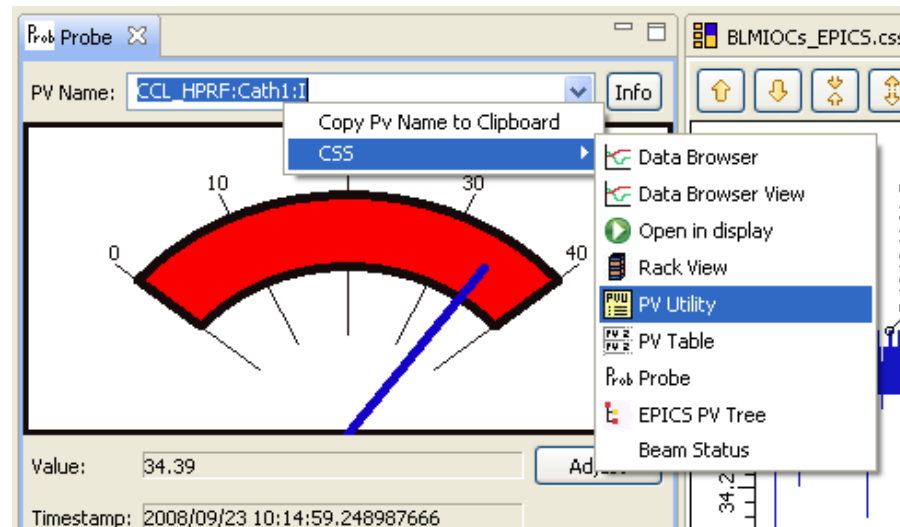 Prob Probe
BLMIOCs_EPICS.css
PV Name: CCL_HPRF:Cath1:I Info
Copy Pv Name to Clipboard
CSS
Data Browser
Data Browser View
Open in display
Rack View
PV Utility
PV Table
Prob Probe
EPICS PV Tree
Beam Status
0
10
30
40
Value: 34.39
Timestamp: 2008/09/23 10:14:59.248987666